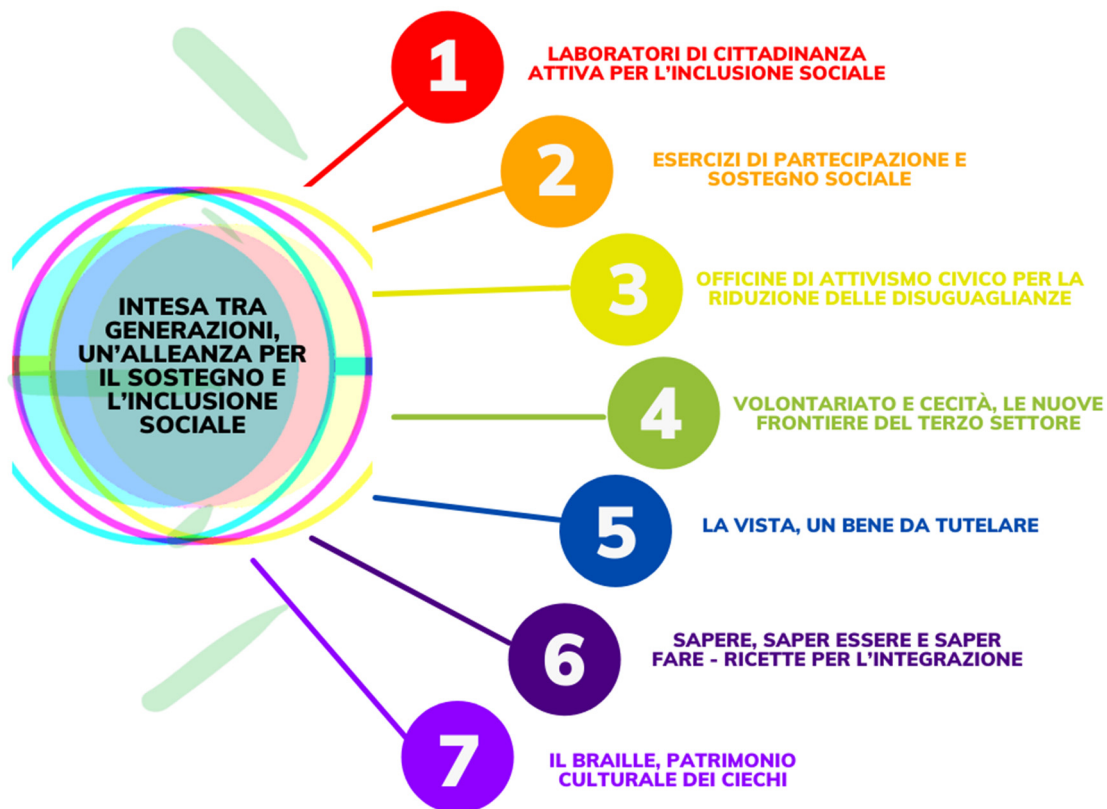 1
LABORATORI DI CITTADINANZA
ATTIVA PER L'INCLUSIONE SOCIALE
2
ESERCIZI DI PARTECIPAZIONE E
SOSTEGNO SOCIALE
3
OFFICINE DI ATTIVISMO CIVICO PER LA
RIDUZIONE DELLE DISUGUAGLIANZE
INTESA TRA
GENERAZIONI,
UN'ALLEANZA PER
IL SOSTEGNO E
L'INCLUSIONE
SOCIALE
4
VOLONTARIATO E CECITÀ, LE NUOVE
FRONTIERE DEL TERZO SETTORE
5
LA VISTA, UN BENE DA TUTELARE
6
SAPERE, SAPER ESSERE E SAPER
FARE - RICETTE PER L'INTEGRAZIONE
7
IL BRAILLE, PATRIMONIO
CULTURALE DEI CIECHI